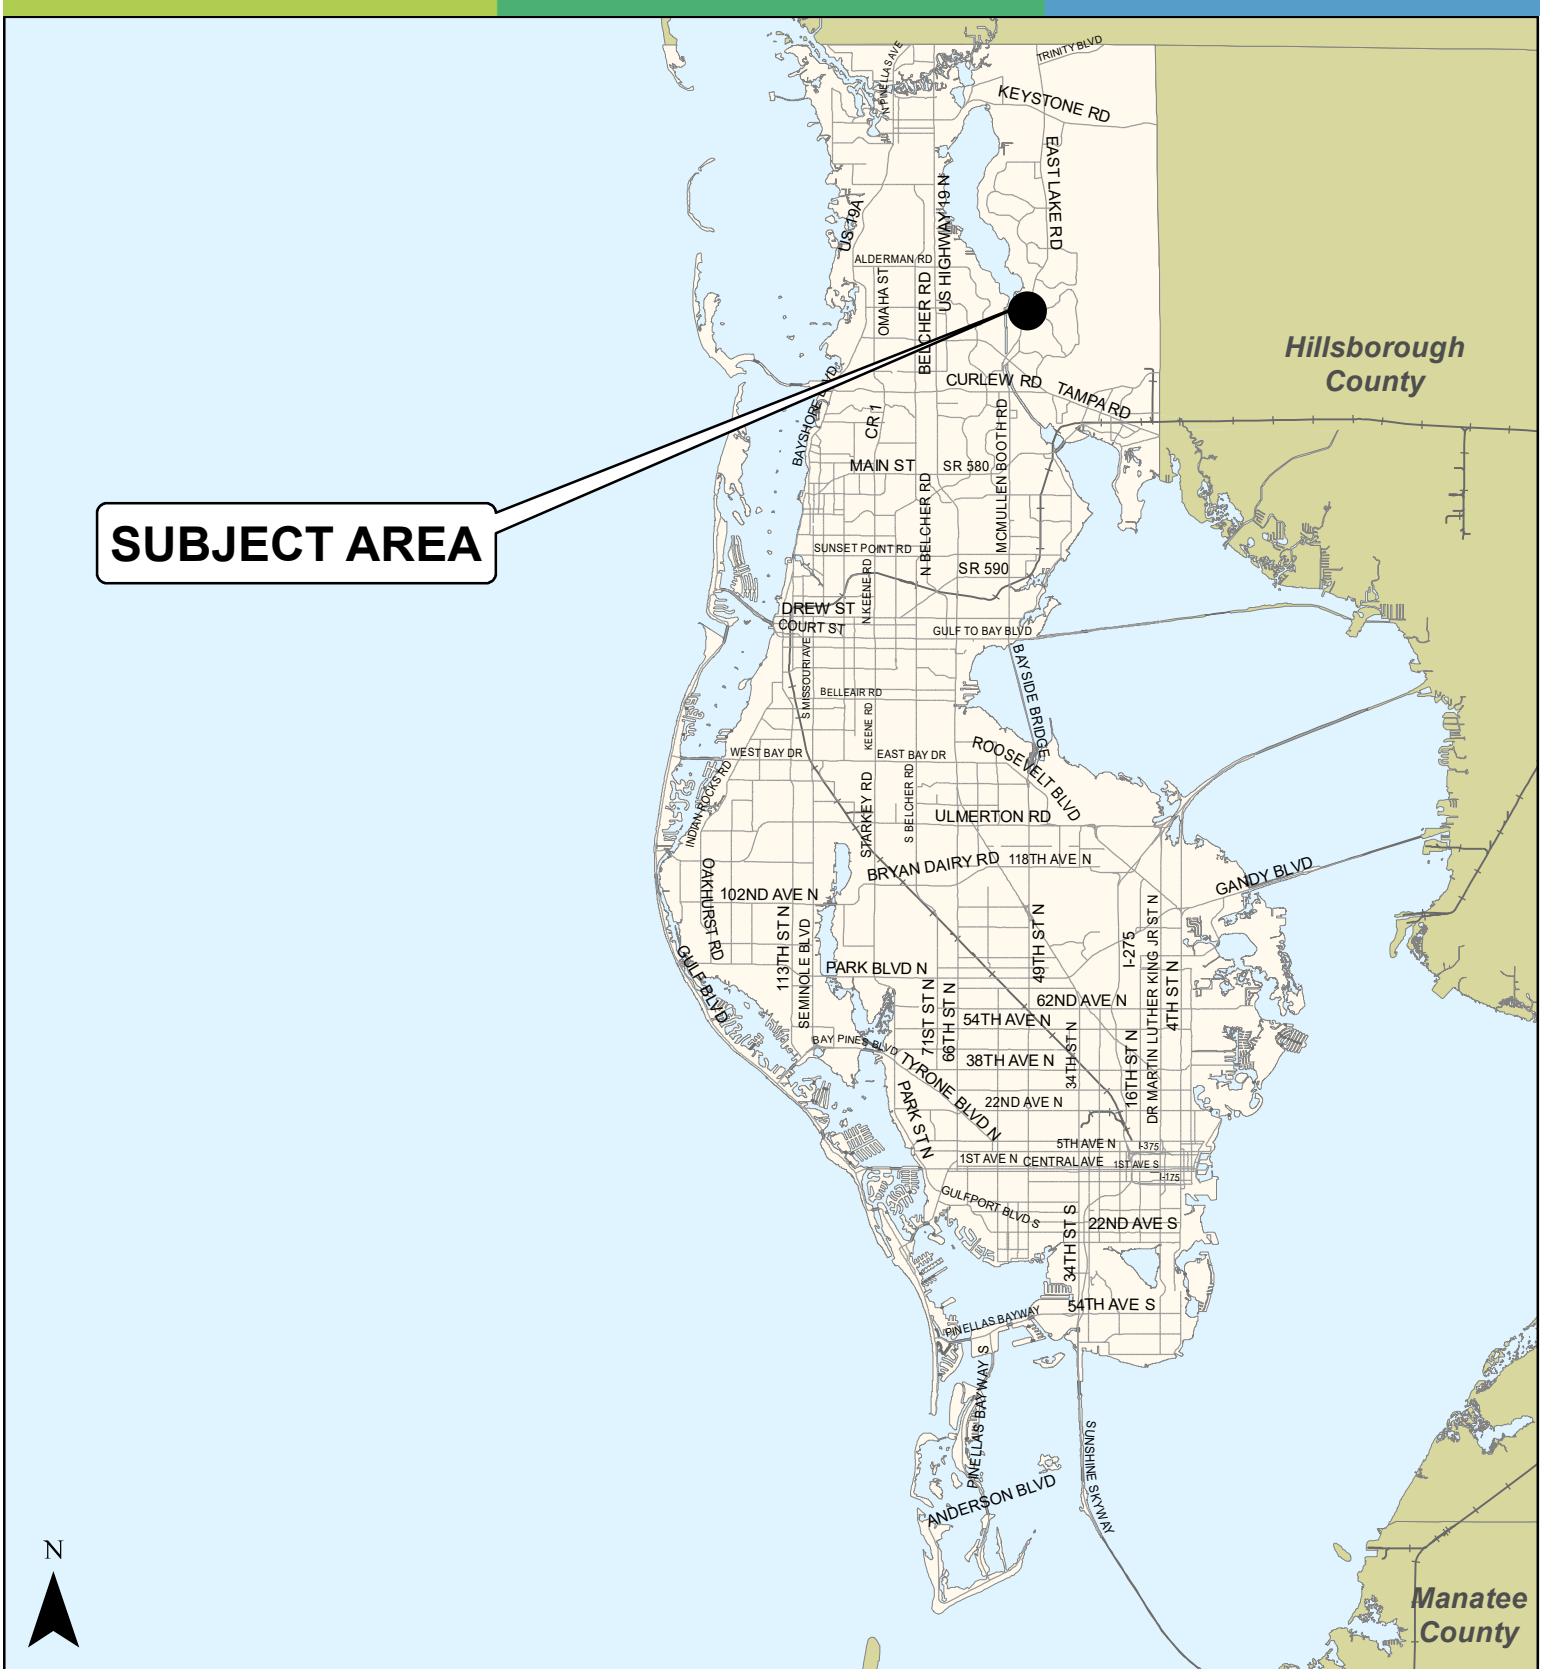 TRINITY BLVD
N PINELLAS AVE
KEYSTONE RD
EAST LAKE RD
US HIGHWAY 19 N
US 19A
ALDERMAN RD
OMAHA ST
BELCHER RD
Hillsborough
County
CURLEW RD
TAMPA RD
BAYSHORE BLVD
CR 1
MCMULLEN BOOTH RD
MAIN ST
SR 580
N BELCHER RD
SUBJECT AREA
SUNSET POINT RD
SR 590
N KEENE RD
DREW ST
COURT ST
GULF TO BAY BLVD
S MISSOURI AVE
BAYSIDE BRIDGE
BELLEAIR RD
KEENE RD
WEST BAY DR
EAST BAY DR
ROOSEVELT BLVD
INDIAN ROCKS RD
STARKEY RD
S BELCHER RD
ULMERTON RD
BRYAN DAIRY RD
118TH AVE N
GANDY BLVD
OAKHURST RD
102ND AVE N
113TH ST N
SEMINOLE BLVD
49TH ST N
I-275
DR MARTIN LUTHER KING JR ST N
4TH ST N
GULF BLVD
PARK BLVD N
71ST ST N
66TH ST N
62ND AVE N
54TH AVE N
34TH ST N
16TH ST N
BAY PINES BLVD
TYRONE BLVD N
38TH AVE N
PARK ST N
22ND AVE N
5TH AVE N
I-375
1ST AVE N
CENTRAL AVE
1ST AVE S
I-175
GULFPORT BLVD S
34TH ST S
22ND AVE S
54TH AVE S
PINELLAS BAYWAY
PINELLAS BAYWAY S
SUNSHINE SKYWAY
ANDERSON BLVD
N
Manatee
County